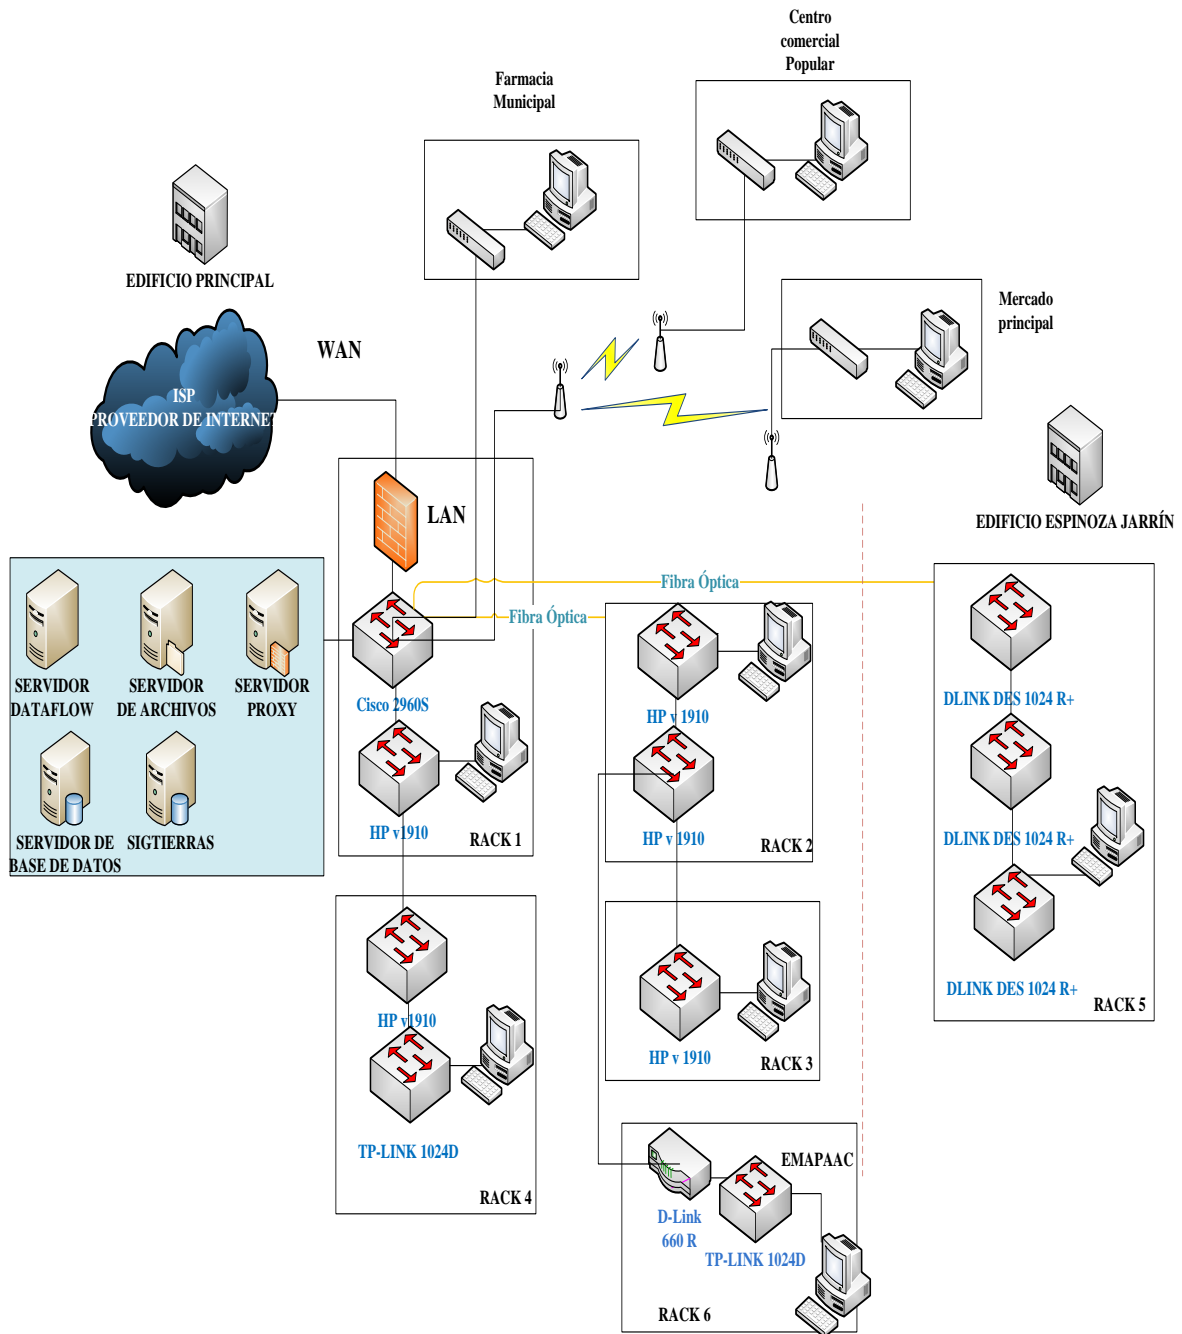 Centro
comercial
Popular
Farmacia
Municipal
EDIFICIO PRINCIPAL
Mercado
principal
WAN
ISP
PROVEEDOR DE INTERNET
LAN
EDIFICIO ESPINOZA JARRÍN
Fibra Óptica
Fibra Óptica
SERVIDOR
DATAFLOW
SERVIDOR
DE ARCHIVOS
SERVIDOR
PROXY
Cisco 2960S
HP v 1910
DLINK DES 1024 R+
SERVIDOR DE
BASE DE DATOS
SIGTIERRAS
HP v1910
RACK 1
HP v 1910
RACK 2
DLINK DES 1024 R+
DLINK DES 1024 R+
RACK 5
HP v1910
HP v 1910
RACK 3
TP-LINK 1024D
RACK 4
EMAPAAC
D-Link
660 R
TP-LINK 1024D
RACK 6